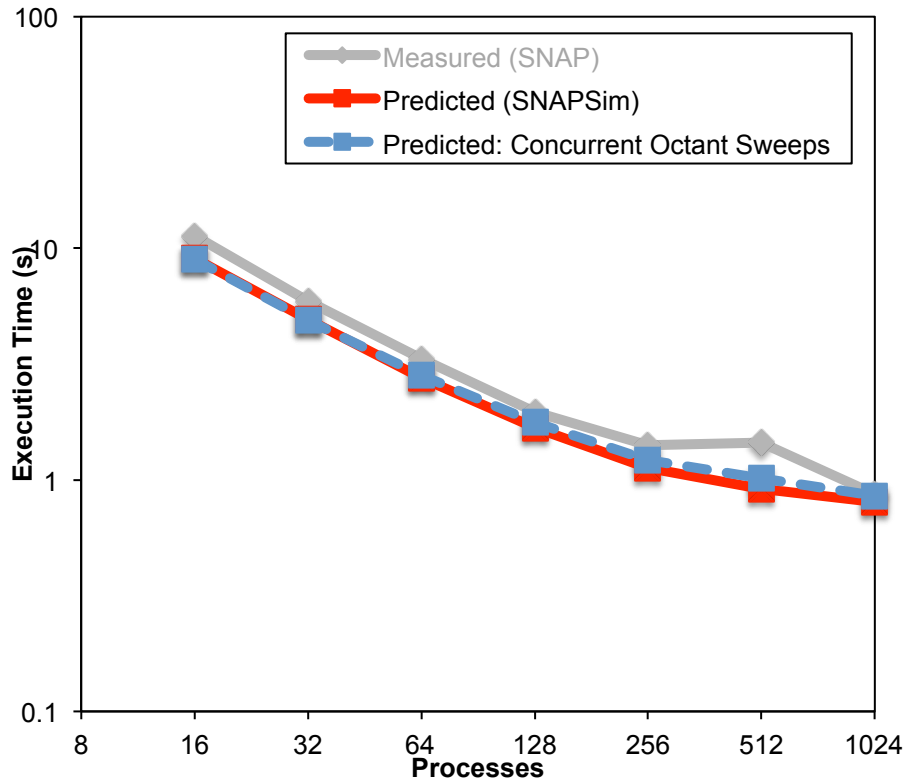 100
Measured (SNAP)
Predicted (SNAPSim)
Predicted: Concurrent Octant Sweeps
10
Execution Time (s)
1
0.1
8 16 32 64 128 256 512 1024
Processes